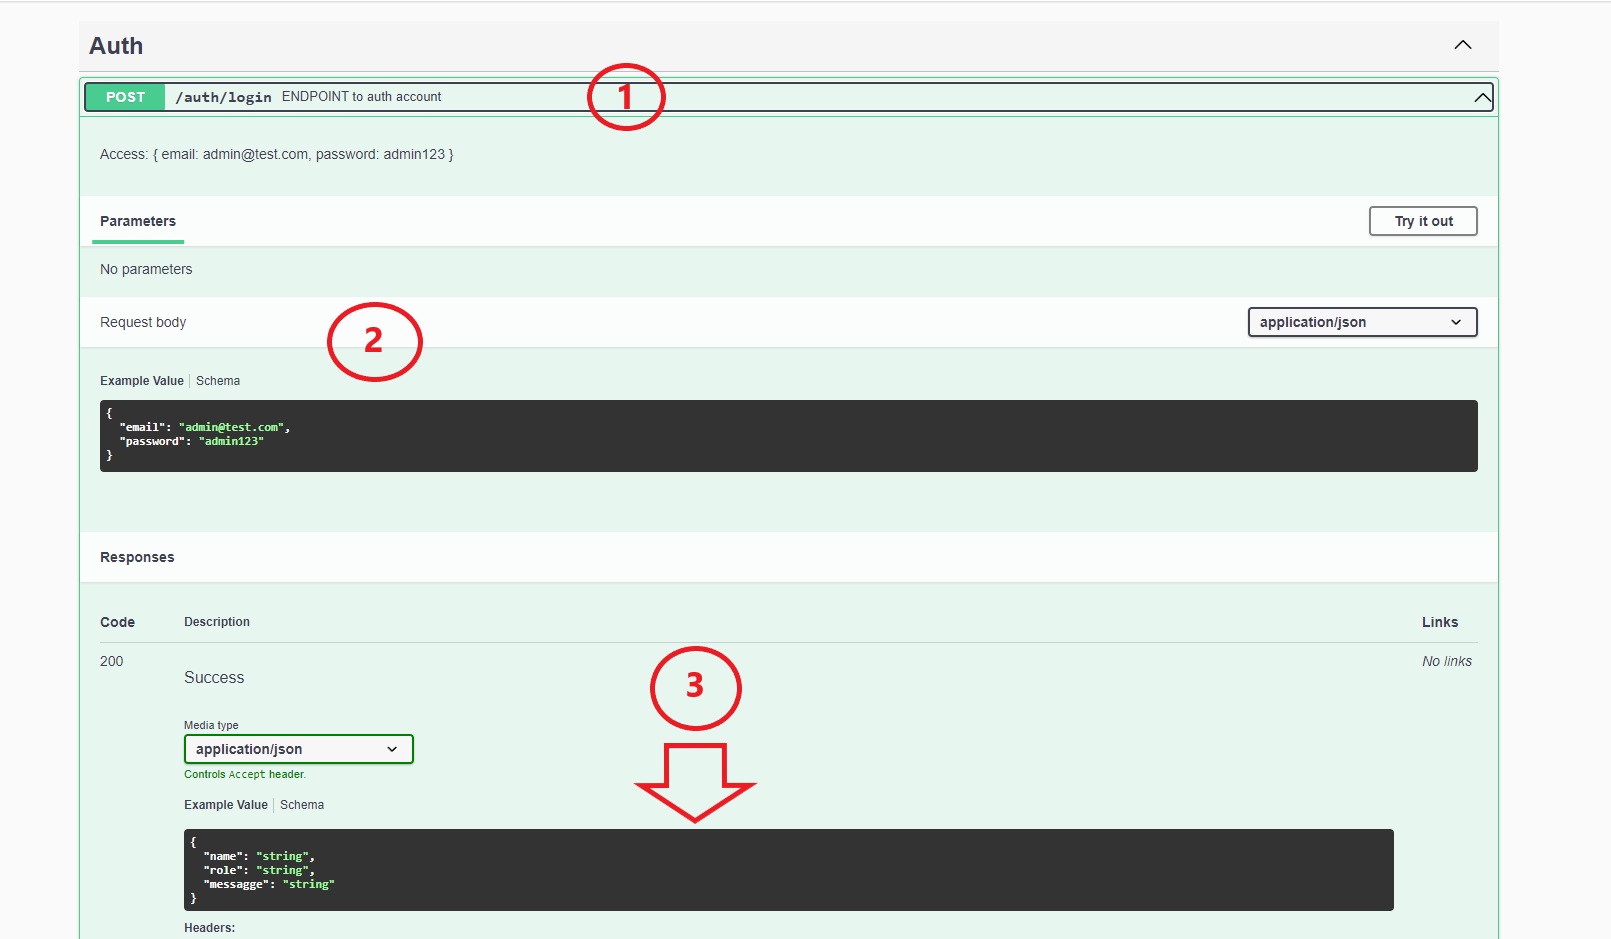 Auth
POST /auth/login ENDPOINT to auth account
1
Access: { email: admin@test.com, password: admin123 }
Parameters
Try it out
No parameters
Request body
2
application/json
Example Value Schema
{
"email": "admin@test.com",
"password": "admin123"
}
Responses
Code Description Links
200
Success
No links
3
Media type
application/json
Controls Accept header.
Example Value Schema
{
"name": "string",
"role": "string",
"messagge": "string"
}
Headers: